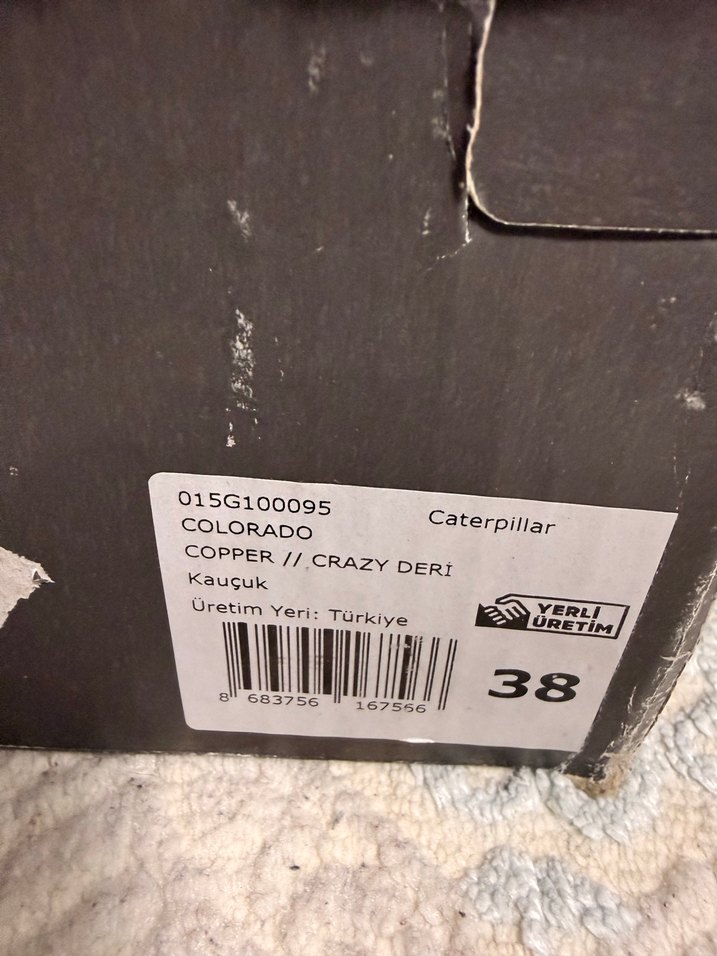 015G100095
Caterpillar
COLORADO
COPPER // CRAZY DERİ
Kauçuk
Üretim Yeri: Türkiye
YERLİ
ÜRETİM
8 683756 167566
38